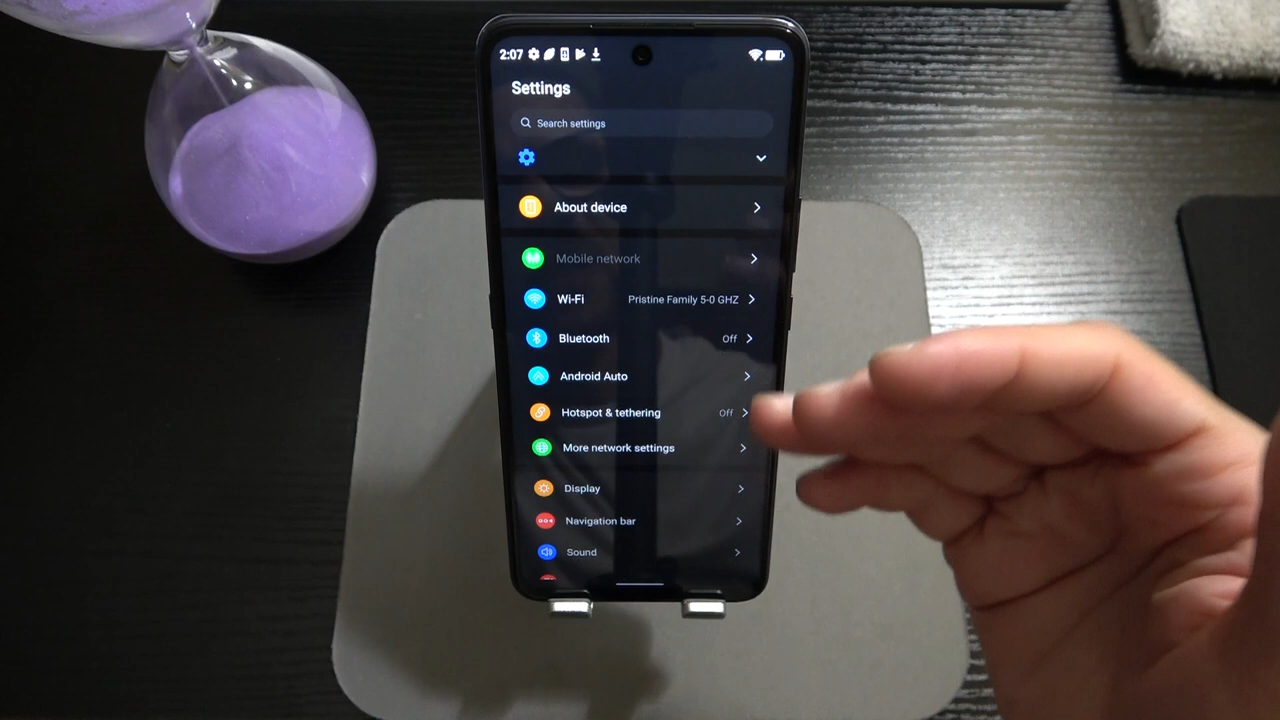 2:07
Settings
Search settings
About device
Mobile network
Wi-Fi Pristine Family 5-0 GHZ
Bluetooth Off
Android Auto
Hotspot & tethering Off
More network settings
Display
Navigation bar
Sound